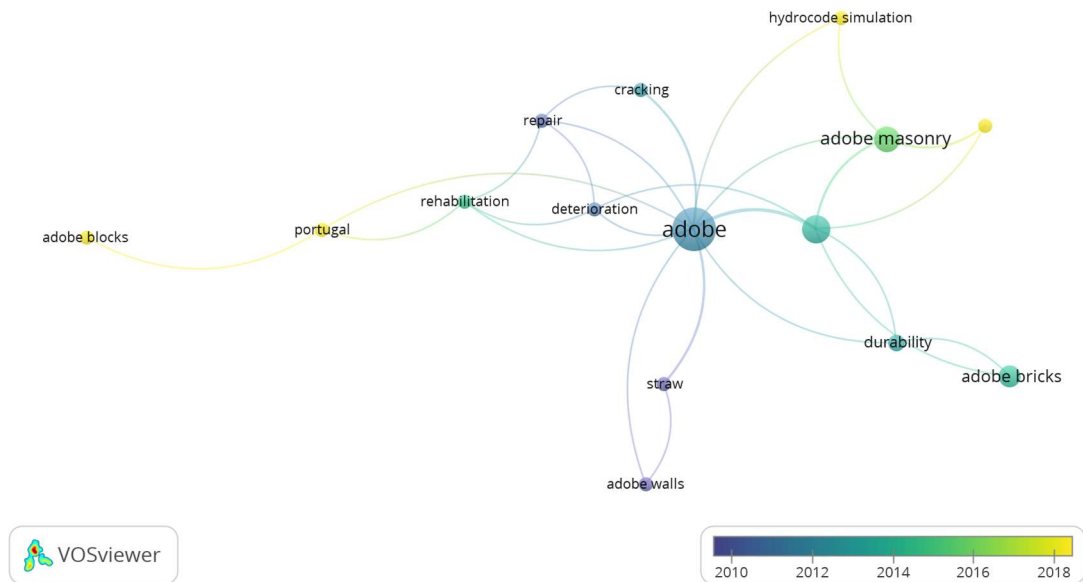 hydrocode simulation
cracking
repair
adobe masonry
rehabilitation
deterioration
adobe blocks
portugal
adobe
durability
adobe bricks
straw
adobe walls
VOSviewer
2010 2012 2014 2016 2018